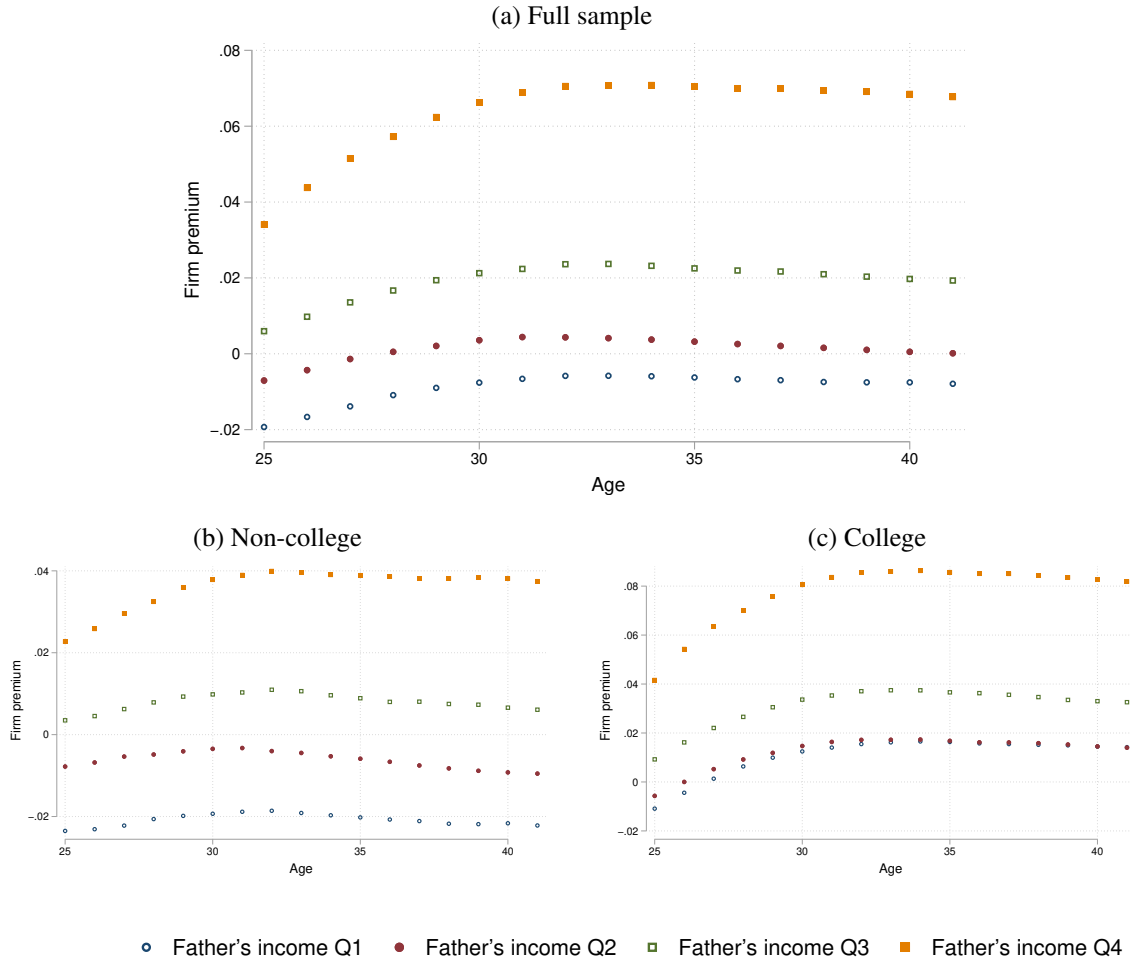 (a) Full sample
.08
.06
.04
.02
0
−.02
Firm premium
25 30 35 40
Age
(b) Non-college
.04
.02
0
−.02
Firm premium
25 30 35 40
Age
(c) College
.08
.06
.04
.02
0
−.02
Firm premium
25 30 35 40
Age
Father's income Q1 Father's income Q2 Father's income Q3 Father's income Q4